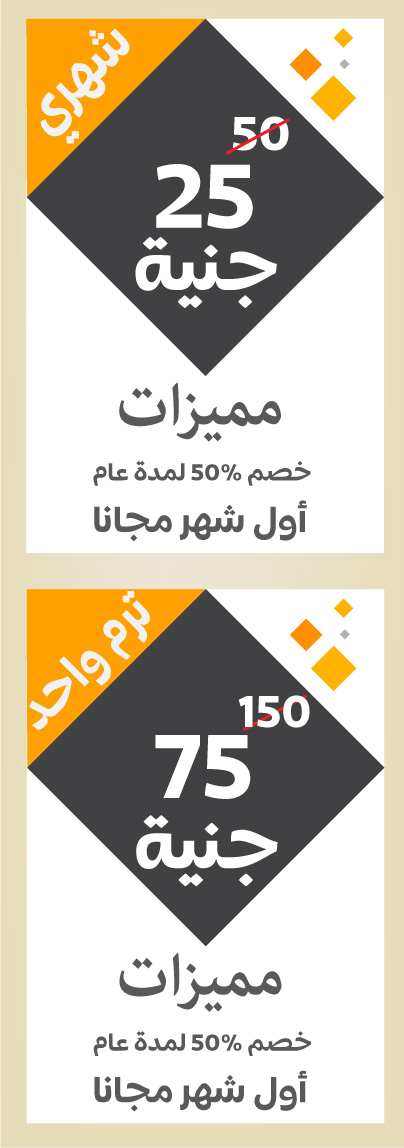 شهري
50
25
جنية
مميزات
خصم 50% لمدة عام
أول شهر مجانا
ترم واحد
150
75
جنية
مميزات
خصم 50% لمدة عام
أول شهر مجانا